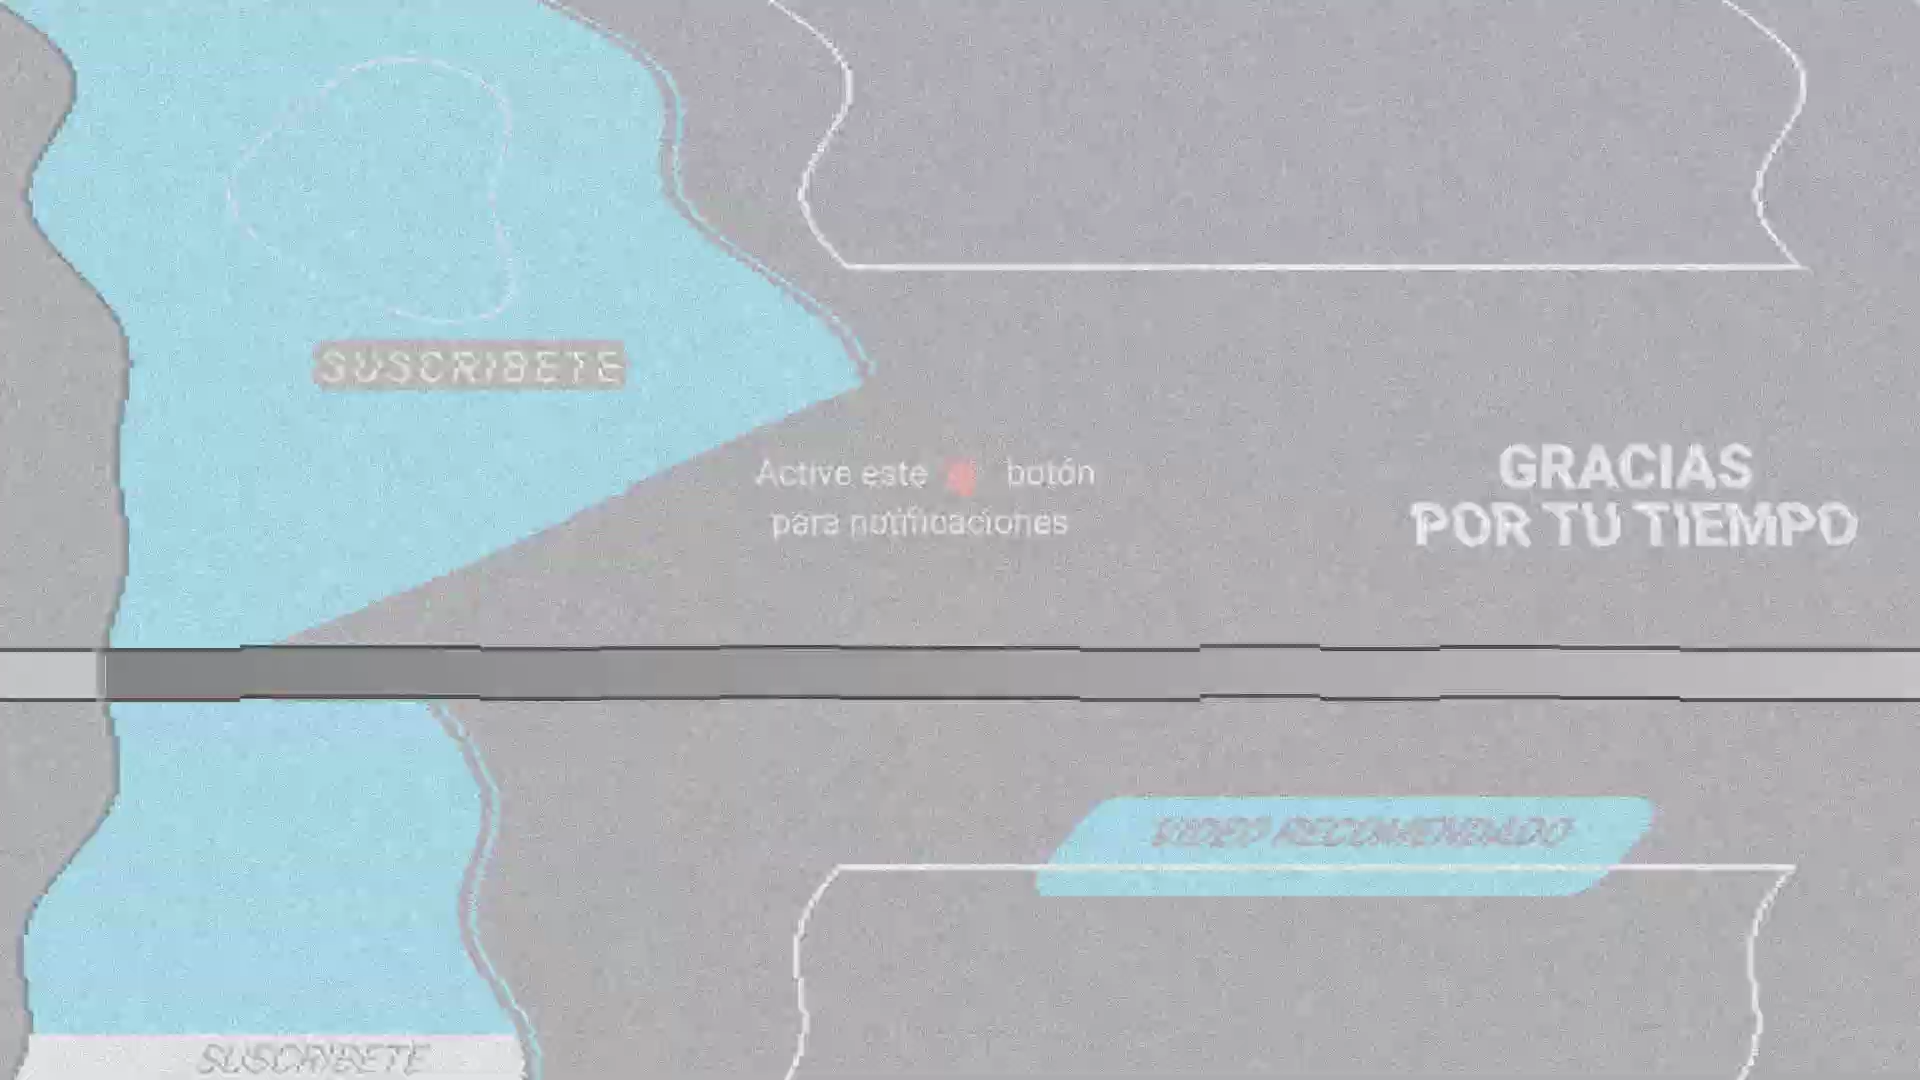 SUSCRIBETE
Active este botón
para notificaciones
GRACIAS
POR TU TIEMPO
VIDEO RECOMENDADO
SUSCRIBETE